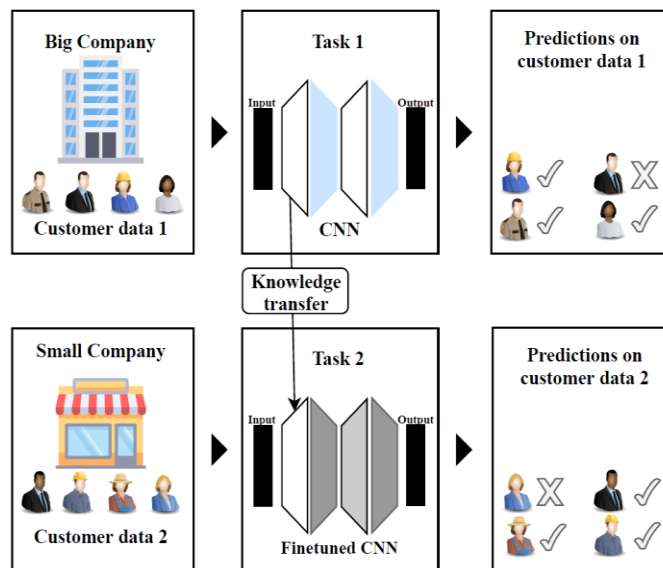 Big Company
Customer data 1
Task 1
Input
Output
CNN
Predictions on
customer data 1
Knowledge
transfer
Small Company
Customer data 2
Task 2
Input
Output
Finetuned CNN
Predictions on
customer data 2